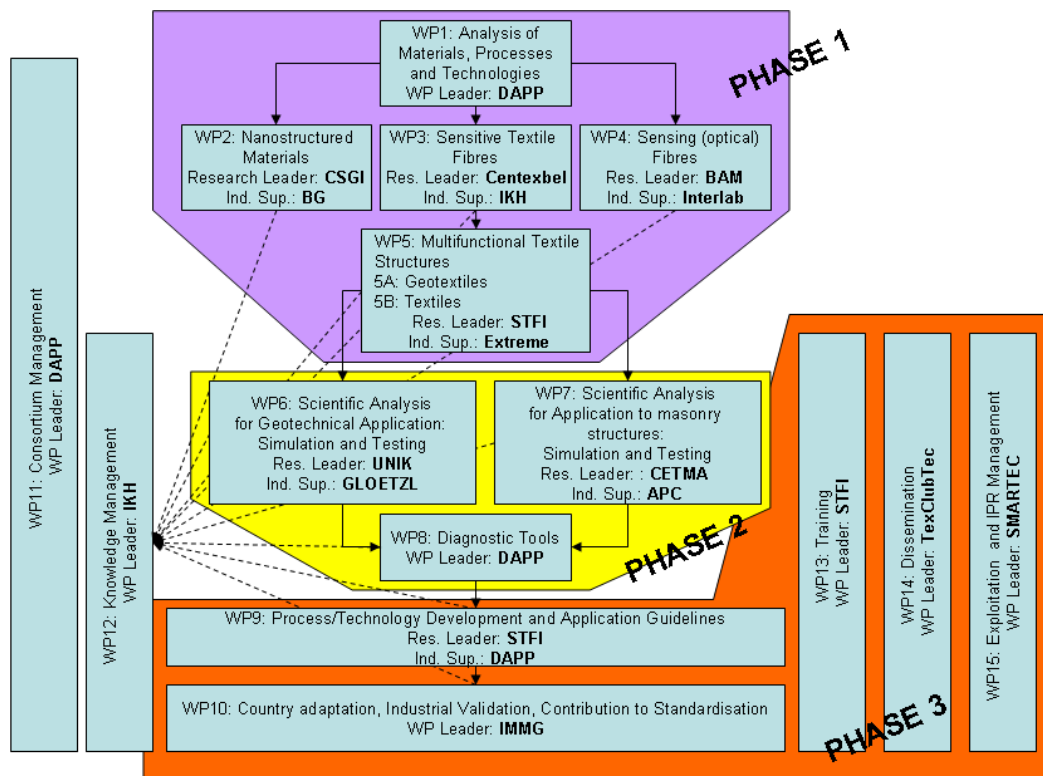 WP1: Analysis of
Materials, Processes
and Technologies
WP Leader: DAPP
PHASE 1
WP2: Nanostructured
Materials
Research Leader: CSGI
Ind. Sup.: BG
WP3: Sensitive Textile
Fibres
Res. Leader: Centexbel
Ind. Sup.: IKH
WP4: Sensing (optical)
Fibres
Res. Leader: BAM
Ind. Sup.: Interlab
WP5: Multifunctional Textile
Structures
5A: Geotextiles
5B: Textiles
Res. Leader: STFI
Ind. Sup.: Extreme
WP6: Scientific Analysis
for Geotechnical Application:
Simulation and Testing
Res. Leader: UNIK
Ind. Sup.: GLOETZL
WP7: Scientific Analysis
for Application to masonry
structures:
Simulation and Testing
Res. Leader: : CETMA
Ind. Sup.: APC
WP8: Diagnostic Tools
WP Leader: DAPP
PHASE 2
WP9: Process/Technology Development and Application Guidelines
Res. Leader: STFI
Ind. Sup.: DAPP
WP10: Country adaptation, Industrial Validation, Contribution to Standardisation
WP Leader: IMMG
PHASE 3
WP11: Consortium Management
WP Leader: DAPP
WP12: Knowledge Management
WP Leader: IKH
WP13: Training
WP Leader: STFI
WP14: Dissemination
WP Leader: TexClubTec
WP15: Exploitation and IPR Management
WP Leader: SMARTEC